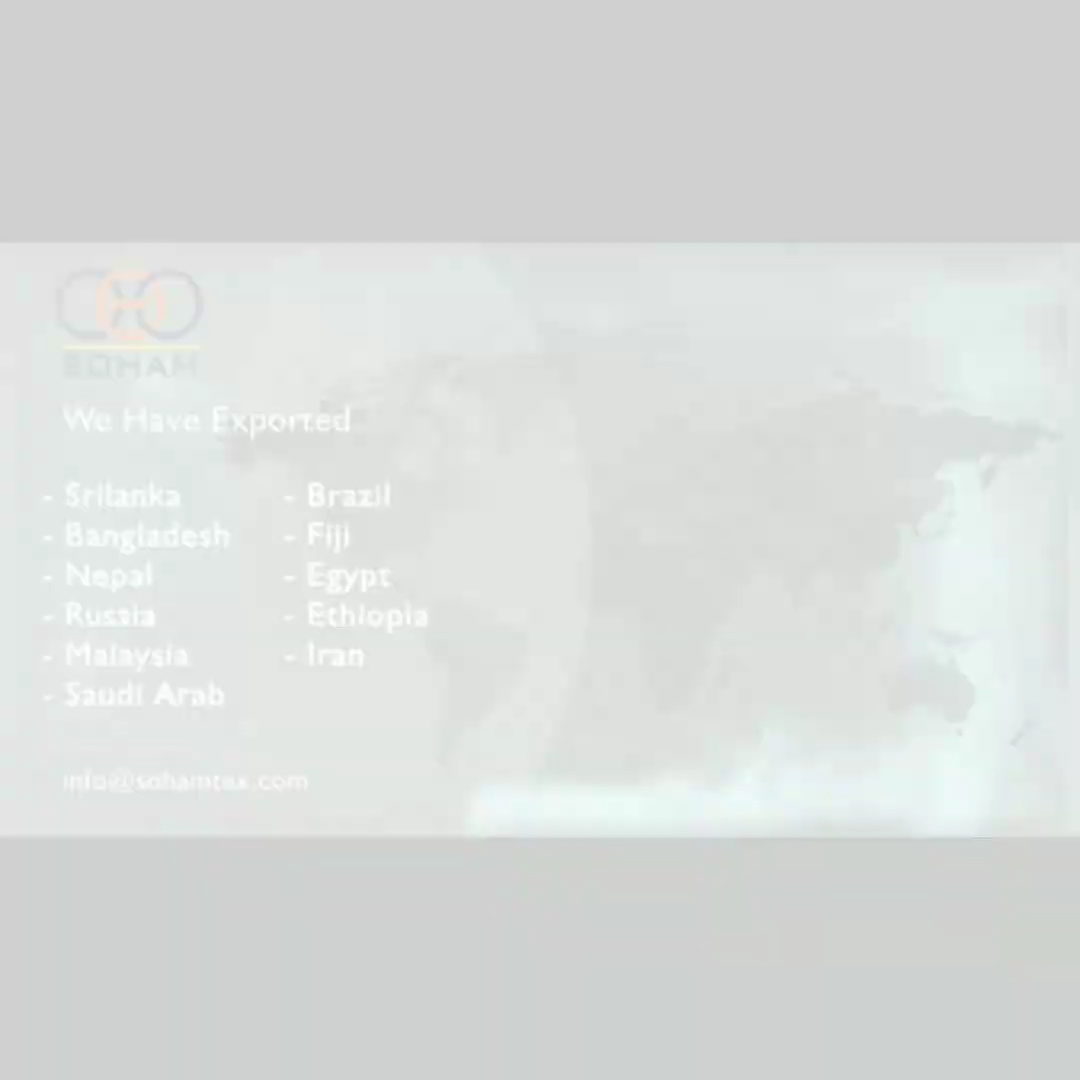 SOHAM
We Have Exported
- Srilanka
- Bangladesh
- Nepal
- Russia
- Malaysia
- Saudi Arab
- Brazil
- Fiji
- Egypt
- Ethiopia
- Iran
info@sohamtex.com